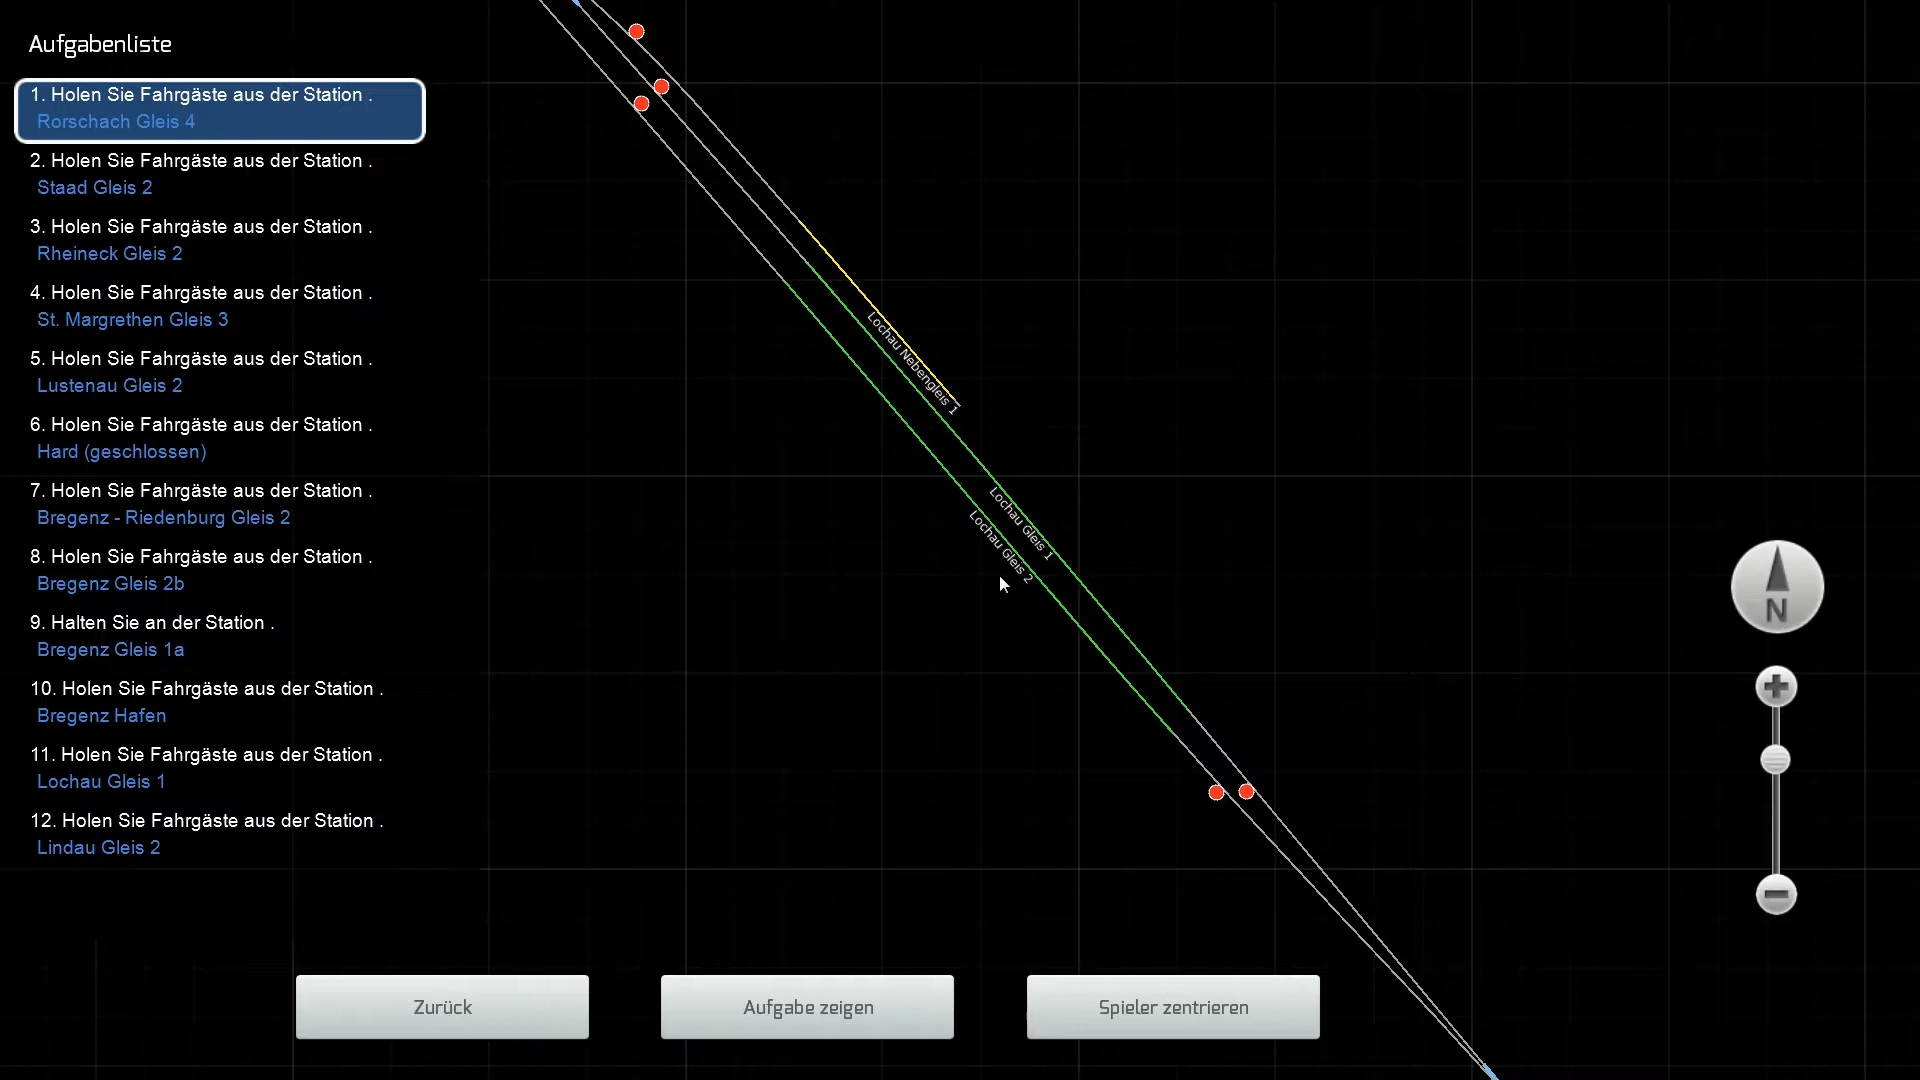 Aufgabenliste
1. Holen Sie Fahrgäste aus der Station .
Rorschach Gleis 4
2. Holen Sie Fahrgäste aus der Station .
Staad Gleis 2
3. Holen Sie Fahrgäste aus der Station .
Rheineck Gleis 2
4. Holen Sie Fahrgäste aus der Station .
St. Margrethen Gleis 3
5. Holen Sie Fahrgäste aus der Station .
Lustenau Gleis 2
6. Holen Sie Fahrgäste aus der Station .
Hard (geschlossen)
7. Holen Sie Fahrgäste aus der Station .
Bregenz - Riedenburg Gleis 2
8. Holen Sie Fahrgäste aus der Station .
Bregenz Gleis 2b
9. Halten Sie an der Station .
Bregenz Gleis 1a
10. Holen Sie Fahrgäste aus der Station .
Bregenz Hafen
11. Holen Sie Fahrgäste aus der Station .
Lochau Gleis 1
12. Holen Sie Fahrgäste aus der Station .
Lindau Gleis 2
Lochau Nebengleis 1
Lochau Gleis 1
Lochau Gleis 2
N
Zurück
Aufgabe zeigen
Spieler zentrieren